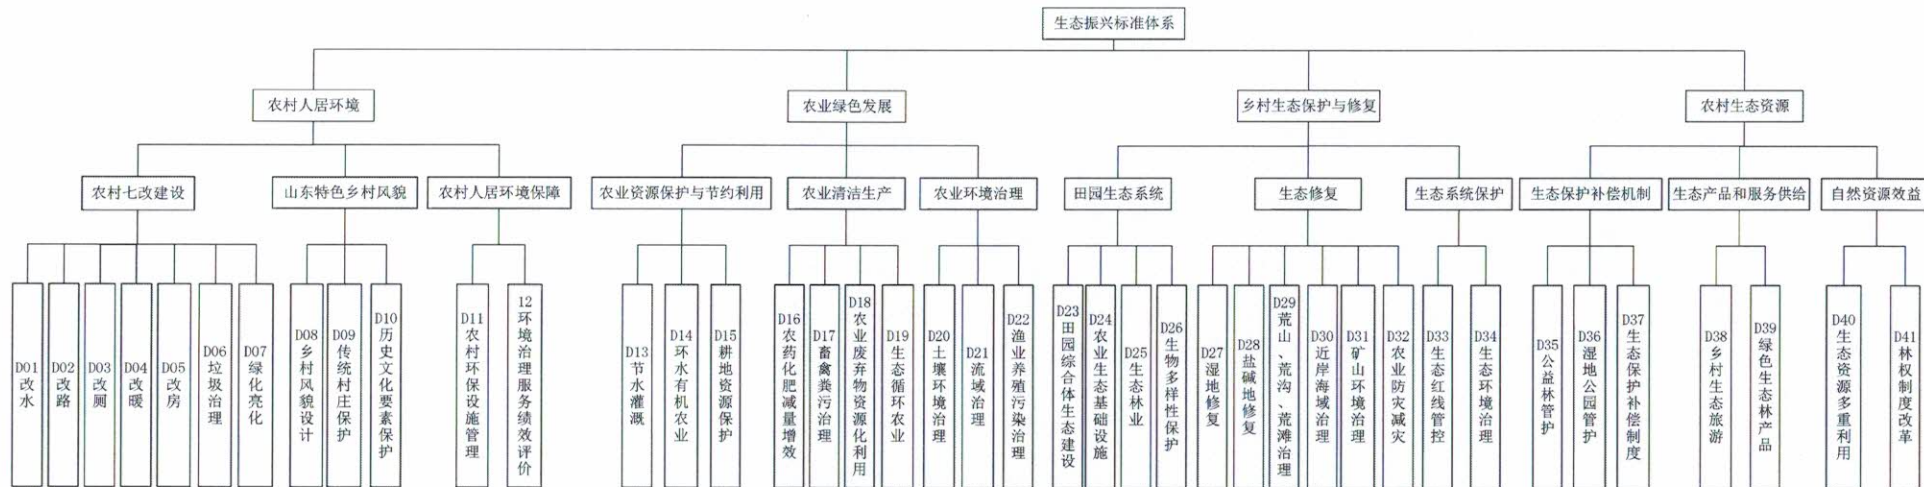 生态振兴标准体系
农村人居环境
农业绿色发展
乡村生态保护与修复
农村生态资源
农村七改建设
山东特色乡村风貌
农村人居环境保障
农业资源保护与节约利用
农业清洁生产
农业环境治理
田园生态系统
生态修复
生态系统保护
生态保护补偿机制
生态产品和服务供给
自然资源效益
D01改水
D02改路
D03改厕
D04改暖
D05改房
D06垃圾治理
D07绿化亮化
D08乡村风貌设计
D09传统村庄保护
D10历史文化要素保护
D11农村环保设施管理
12环境治理服务绩效评价
D13节水灌溉
D14环水有机农业
D15耕地资源保护
D16农药化肥减量增效
D17畜禽粪污治理
D18农业废弃物资源化利用
D19生态循环农业
D20土壤环境治理
D21流域治理
D22渔业养殖污染治理
D23田园综合体生态建设
D24农业生态基础设施
D25生态林业
D26生物多样性保护
D27湿地修复
D28盐碱地修复
D29荒山、荒沟、荒滩治理
D30近岸海域治理
D31矿山环境治理
D32农业防灾减灾
D33生态红线管控
D34生态环境治理
D35公益林管护
D36湿地公园管护
D37生态保护补偿制度
D38乡村生态旅游
D39绿色生态林产品
D40生态资源多重利用
D41林权制度改革